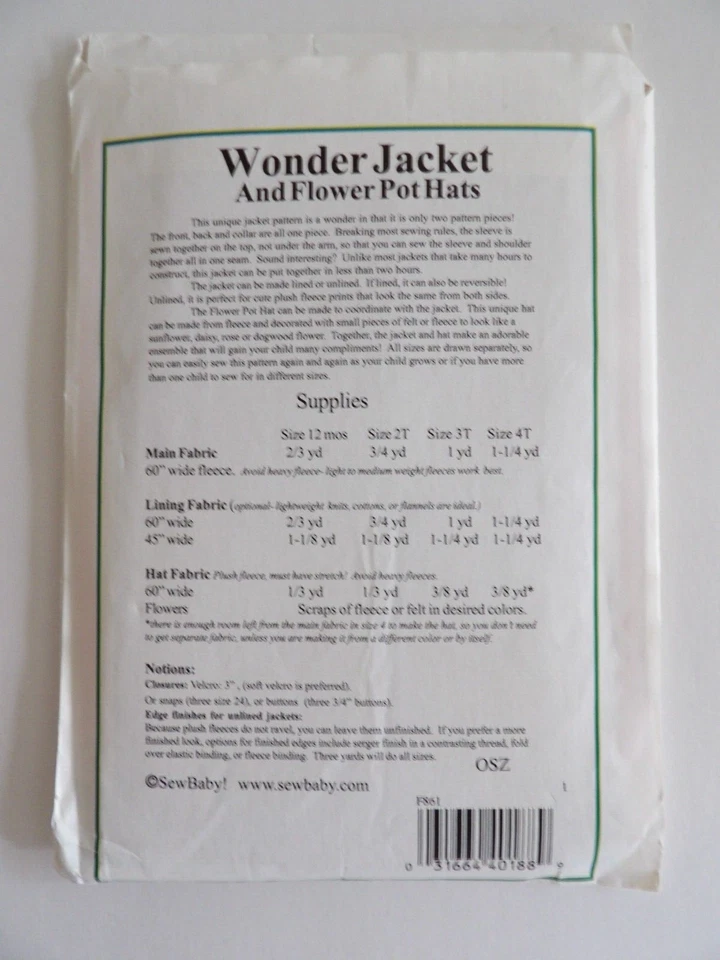 Wonder Jacket
And Flower Pot Hats
This unique jacket pattern is a wonder in that it is only two pattern pieces!
The front, back and collar are all one piece. Breaking most sewing rules, the sleeve is
sewn together on the top, not under the arm, so that you can sew the sleeve and shoulder
together all in one seam. Sound interesting? Unlike most jackets that take many hours to
construct, this jacket can be put together in less than two hours.
The jacket can be made lined or unlined. If lined, it can also be reversible!
Unlined, it is perfect for cute plush fleece prints that look the same from both sides.
The Flower Pot Hat can be made to coordinate with the jacket. This unique hat
can be made from fleece and decorated with small pieces of felt or fleece to look like a
sunflower, daisy, rose or dogwood flower. Together, the jacket and hat make an adorable
ensemble that will gain your child many compliments! All sizes are drawn separately, so
you can easily sew this pattern again and again as your child grows or if you have more
than one child to sew for in different sizes.
Supplies
Size 12 mos Size 2T Size 3T Size 4T
Main Fabric 2/3 yd 3/4 yd 1 yd 1-1/4 yd
60" wide fleece. Avoid heavy fleece- light to medium weight fleeces work best.
Lining Fabric (optional- lightweight knits, cottons, or flannels are ideal.)
60" wide 2/3 yd 3/4 yd 1 yd 1-1/4 yd
45" wide 1-1/8 yd 1-1/8 yd 1-1/4 yd 1-1/4 yd
Hat Fabric Plush fleece, must have stretch! Avoid heavy fleeces.
60" wide 1/3 yd 1/3 yd 3/8 yd 3/8 yd*
Flowers Scraps of fleece or felt in desired colors.
*there is enough room left from the main fabric in size 4 to make the hat, so you don't need
to get separate fabric, unless you are making it from a different color or by itself.
Notions:
Closures: Velcro: 3" , (soft velcro is preferred).
Or snaps (three size 24), or buttons (three 3/4" buttons).
Edge finishes for unlined jackets:
Because plush fleeces do not ravel, you can leave them unfinished. If you prefer a more
finished look, options for finished edges include serger finish in a contrasting thread, fold
over elastic binding, or fleece binding. Three yards will do all sizes.
OSZ
©SewBaby! www.sewbaby.com
1
F861
0 31664 40188 9